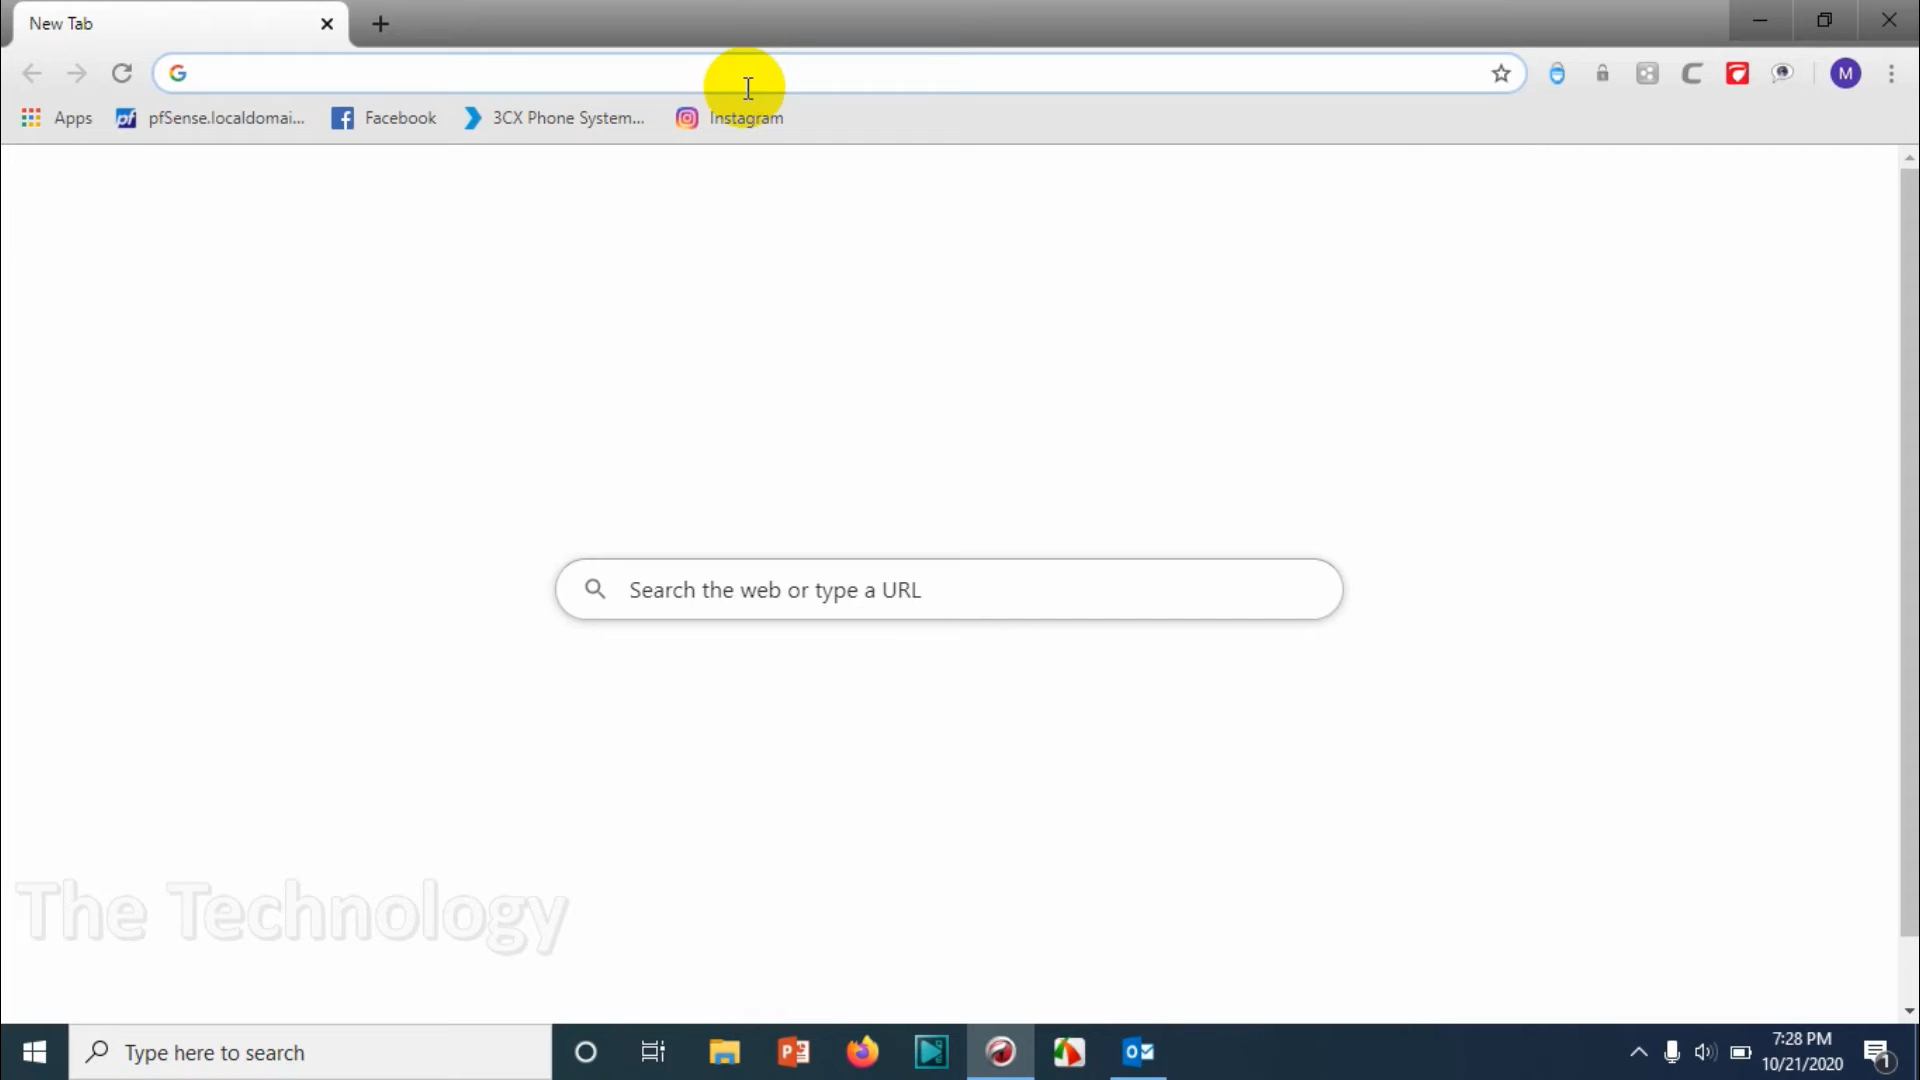 New Tab
Apps
pfSense.localdomai...
Facebook
3CX Phone System...
Instagram
M
Search the web or type a URL
The Technology
Type here to search
7:28 PM
10/21/2020
1